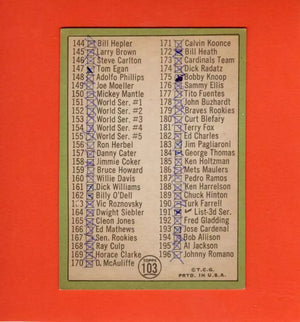 144 Bill Hepler
145 Larry Brown
146 Steve Carlton
147 Tom Egan
148 Adolfo Phillips
149 Joe Moeller
150 Mickey Mantle
151 World Ser. #1
152 World Ser. #2
153 World Ser. #3
154 World Ser. #4
155 World Ser. #5
156 Ron Herbel
157 Danny Cater
158 Jimmie Coker
159 Bruce Howard
160 Willie Davis
161 Dick Williams
162 Billy O'Dell
163 Vic Roznovsky
164 Dwight Siebler
165 Cleon Jones
166 Ed Mathews
167 Sen. Rookies
168 Ray Culp
169 Horace Clarke
170 D. McAuliffe
171 Calvin Koonce
172 Bill Heath
173 Cardinals Team
174 Dick Radatz
175 Bobby Knoop
176 Sammy Ellis
177 Tito Fuentes
178 John Buzhardt
179 Braves Rookies
180 Curt Blefary
181 Terry Fox
182 Ed Charles
183 Jim Pagliaroni
184 George Thomas
185 Ken Holtzman
186 Mets Maulers
187 Pedro Ramos
188 Ken Harrelson
189 Chuck Hinton
190 Turk Farrell
191 List-3d Ser.
192 Fred Gladding
193 Jose Cardenal
194 Bob Allison
195 Al Jackson
196 Johnny Romano
103
©T.C.G.
PRTD. IN U.S.A.